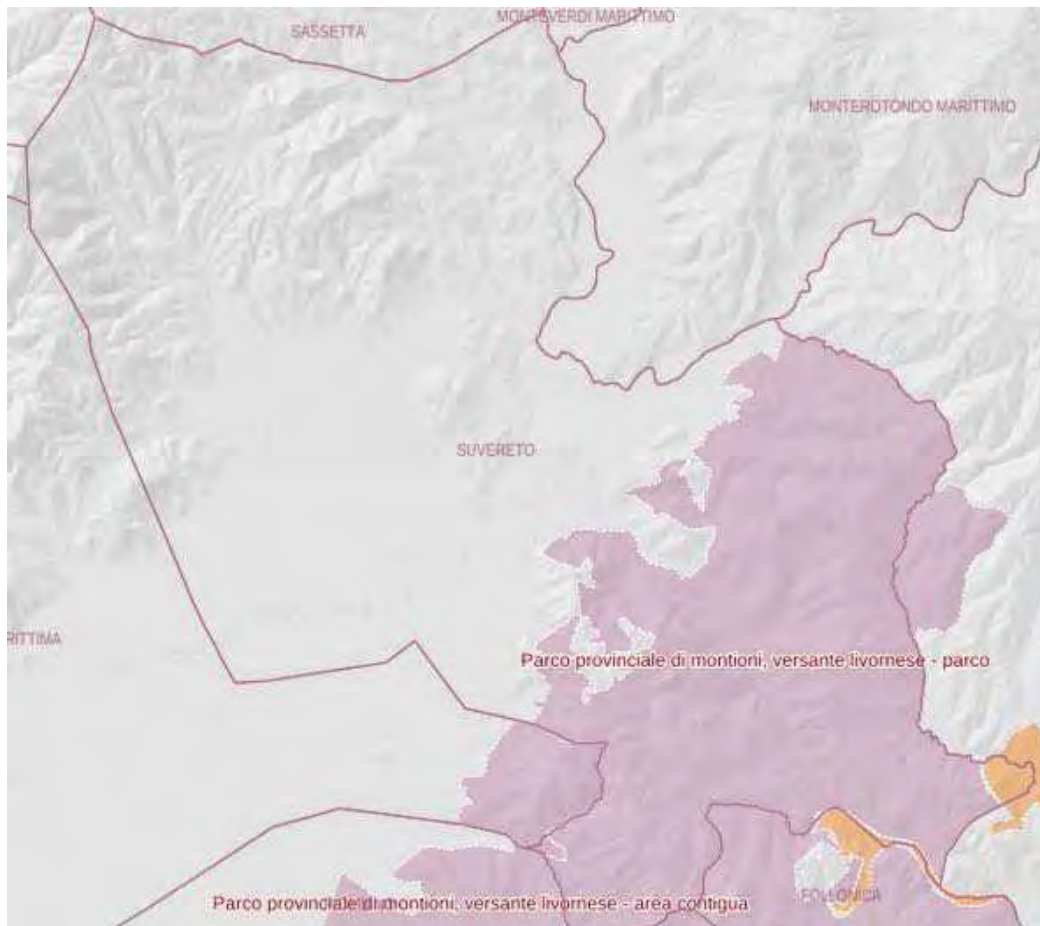 MONTEVERDI MARITTIMO
SASSETTA
MONTEROTONDO MARITTIMO
SUVERETO
RITTIMA
Parco provinciale di montioni, versante livornese - parco
FOLLONICA
Parco provinciale di montioni, versante livornese - area contigua